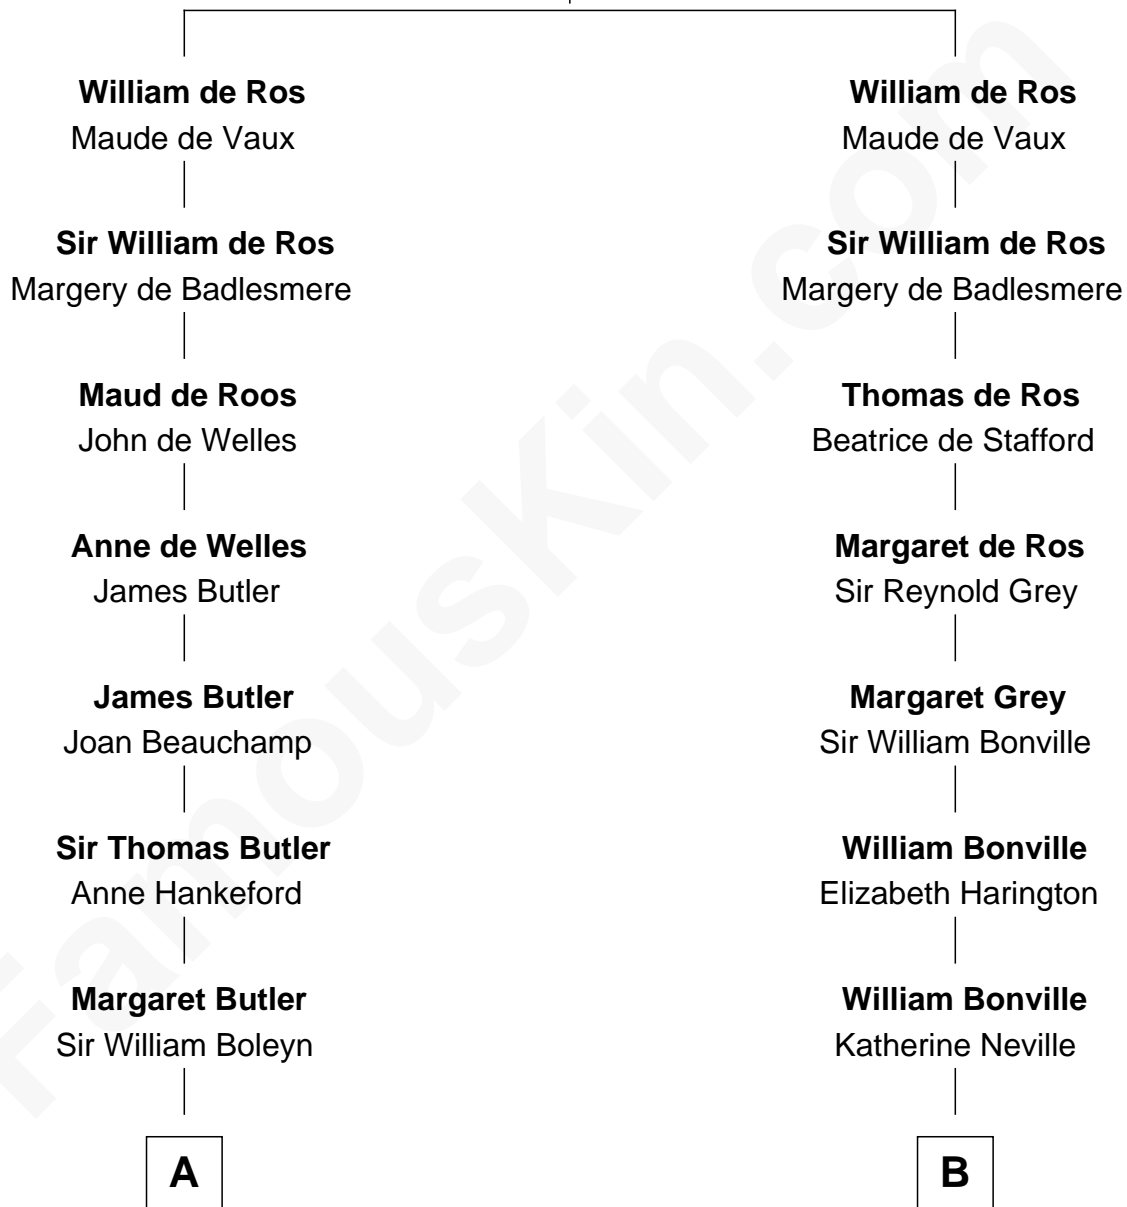 William de Ros
Maude de Vaux
Sir William de Ros
Margery de Badlesmere
Maud de Roos
John de Welles
Anne de Welles
James Butler
James Butler
Joan Beauchamp
Sir Thomas Butler
Anne Hankeford
Margaret Butler
Sir William Boleyn
A
William de Ros
Maude de Vaux
Sir William de Ros
Margery de Badlesmere
Thomas de Ros
Beatrice de Stafford
Margaret de Ros
Sir Reynold Grey
Margaret Grey
Sir William Bonville
William Bonville
Elizabeth Harington
William Bonville
Katherine Neville
B
FamousKin.com